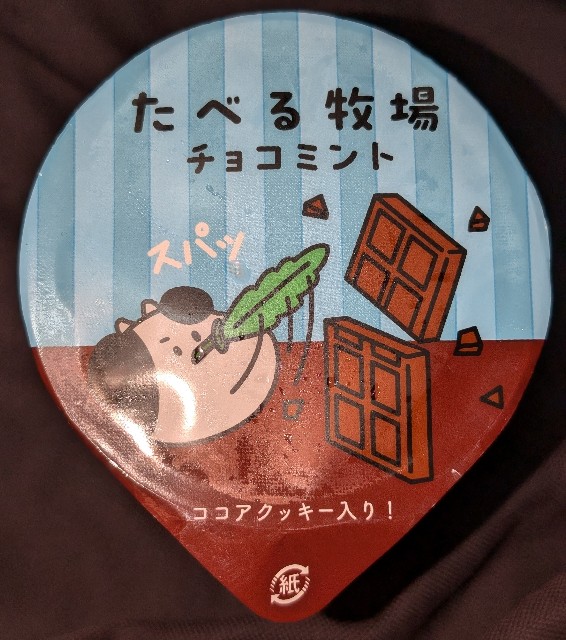 たべる牧場
チョコミント
スパッ
ココアクッキー入り!
紙